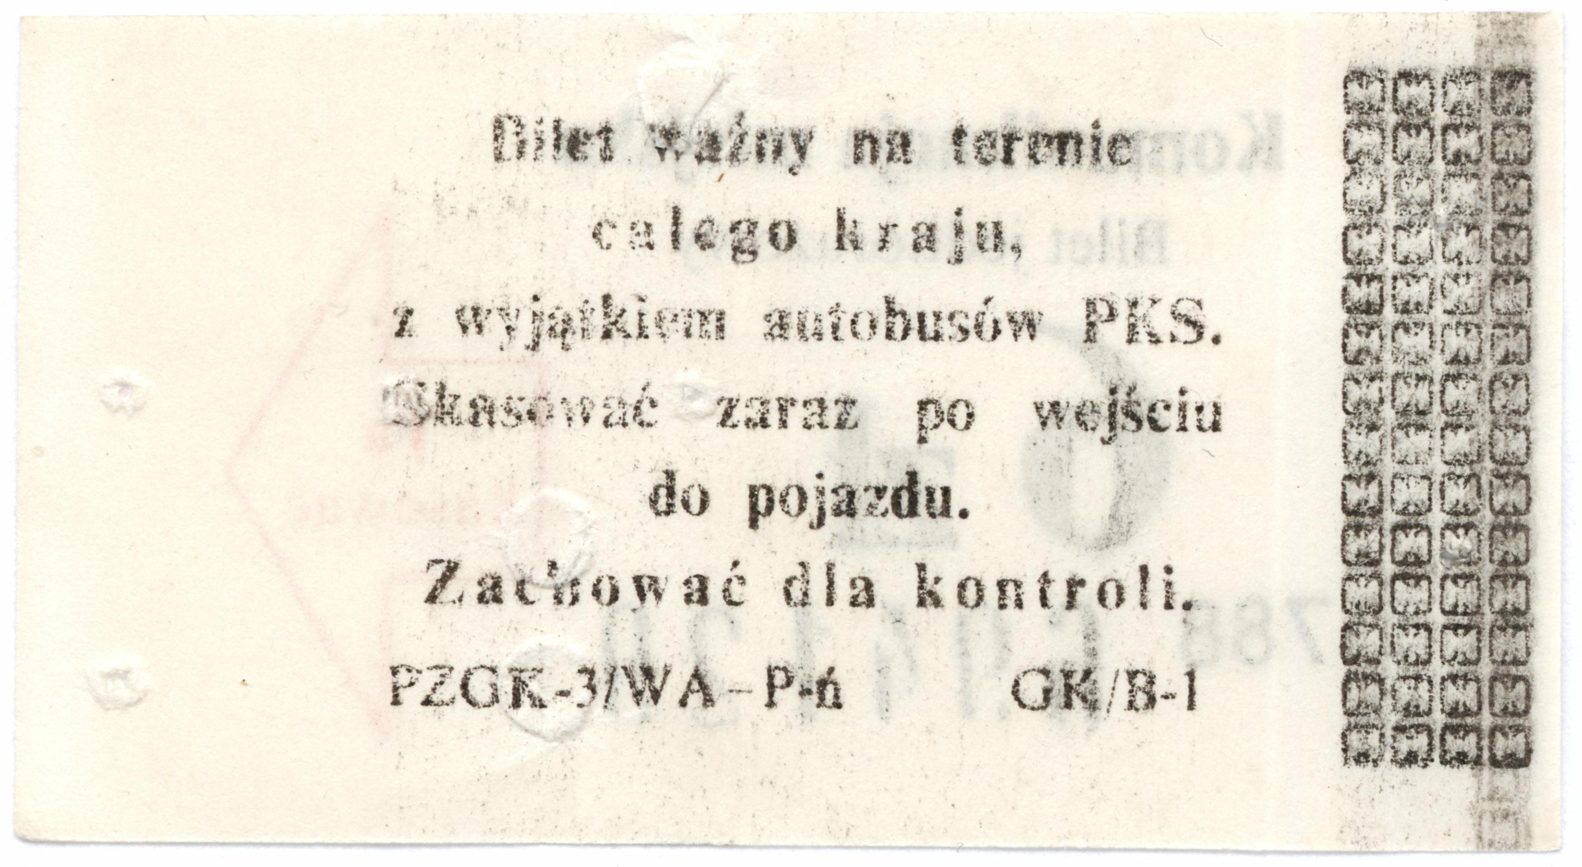 Bilet ważny na terenie
całego kraju,
z wyjątkiem autobusów PKS.
Skasować zaraz po wejściu
do pojazdu.
Zachować dla kontroli.
PZGK-3/WA–P-ń GK/B-1